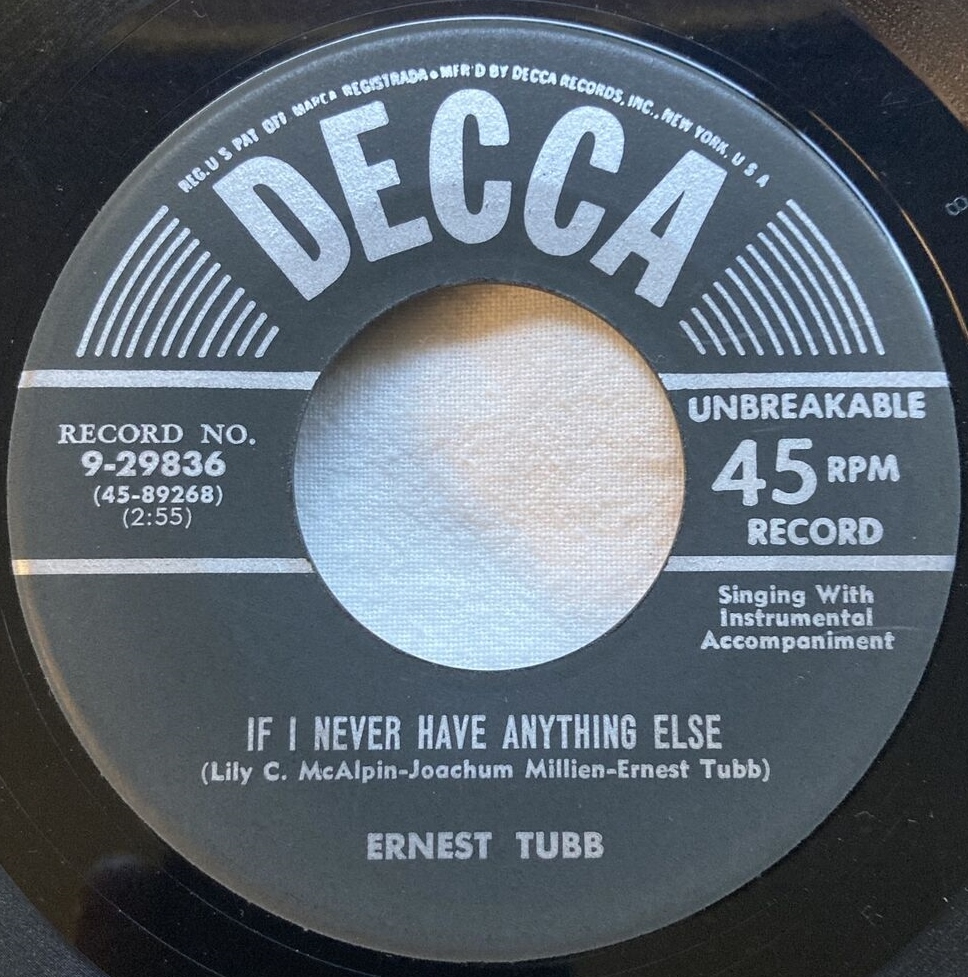 REG. U S PAT OFF MARCA REGISTRADA • MFR'D BY DECCA RECORDS, INC., NEW YORK, U S A
DECCA
RECORD NO.
9-29836
(45-89268)
(2:55)
UNBREAKABLE
45 RPM
RECORD
Singing With
Instrumental
Accompaniment
IF I NEVER HAVE ANYTHING ELSE
(Lily C. McAlpin-Joachum Millien-Ernest Tubb)
ERNEST TUBB